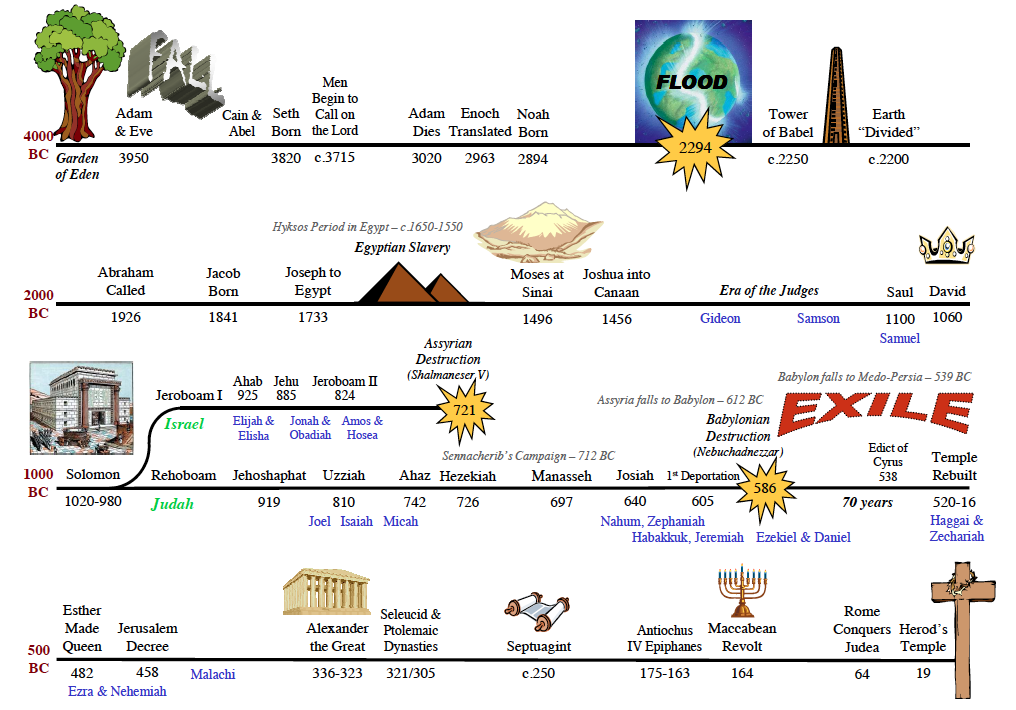 FALL
FLOOD
Men
Begin to
Call on
the Lord
Adam
& Eve
Cain &
Abel
Seth
Born
Adam
Dies
Enoch
Translated
Noah
Born
Tower
of Babel
Earth
“Divided”
4000
BC
Garden
of Eden
3950
3820
c.3715
3020
2963
2894
2294
c.2250
c.2200
Hyksos Period in Egypt – c.1650-1550
Egyptian Slavery
Abraham
Called
Jacob
Born
Joseph to
Egypt
Moses at
Sinai
Joshua into
Canaan
Era of the Judges
Saul
David
2000
BC
1926
1841
1733
1496
1456
Gideon
Samson
1100
1060
Samuel
Assyrian
Destruction
(Shalmaneser V)
Jeroboam I
Ahab
925
Jehu
885
Jeroboam II
824
721
Israel
Elijah &
Elisha
Jonah &
Obadiah
Amos &
Hosea
Babylon falls to Medo-Persia – 539 BC
Assyria falls to Babylon – 612 BC
EXILE
Babylonian
Destruction
(Nebuchadnezzar)
Sennacherib’s Campaign – 712 BC
Edict of
Cyrus
538
Temple
Rebuilt
1000
BC
Solomon
Rehoboam
Jehoshaphat
Uzziah
Ahaz
Hezekiah
Manasseh
Josiah
1st Deportation
586
1020-980
Judah
919
810
742
726
697
640
605
70 years
520-16
Joel Isaiah Micah
Nahum, Zephaniah
Habakkuk, Jeremiah
Ezekiel & Daniel
Haggai &
Zechariah
Esther
Made
Queen
Jerusalem
Decree
Alexander
the Great
Seleucid &
Ptolemaic
Dynasties
Septuagint
Antiochus
IV Epiphanes
Maccabean
Revolt
Rome
Conquers
Judea
Herod’s
Temple
500
BC
482
458
Malachi
336-323
321/305
c.250
175-163
164
64
19
Ezra & Nehemiah